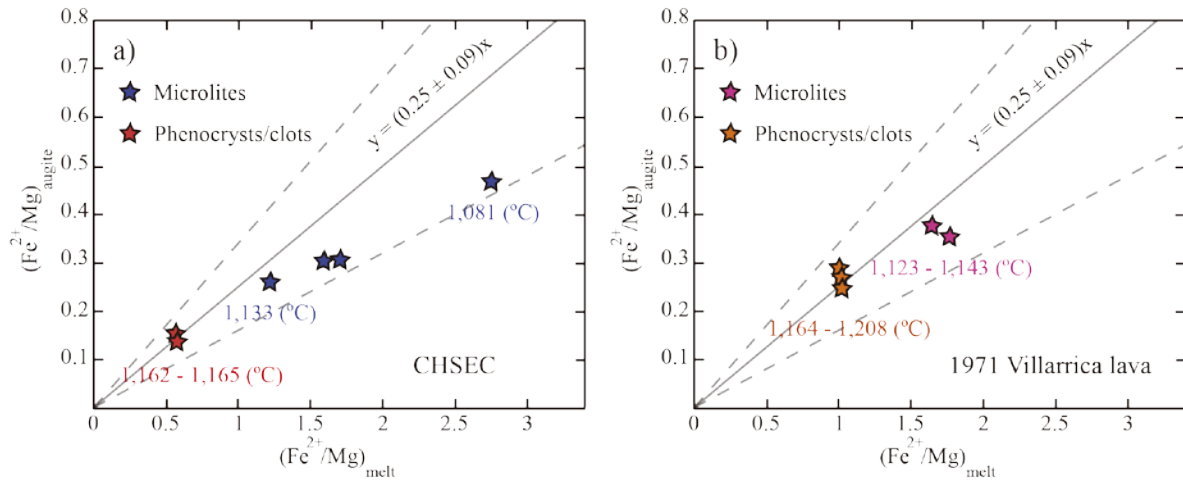 a)
Microlites
Phenocrysts/clots
y = (0.25 ± 0.09)x
1,081 (ºC)
1,133 (ºC)
1,162 - 1,165 (ºC)
CHSEC
0.8
0.7
0.6
0.5
0.4
0.3
0.2
0.1
0 0.5 1 1.5 2 2.5 3
(Fe2+/Mg)augite
(Fe2+/Mg)melt
b)
Microlites
Phenocrysts/clots
y = (0.25 ± 0.09)x
1,123 - 1,143 (ºC)
1,164 - 1,208 (ºC)
1971 Villarrica lava
0.8
0.7
0.6
0.5
0.4
0.3
0.2
0.1
0 0.5 1 1.5 2 2.5 3
(Fe2+/Mg)augite
(Fe2+/Mg)melt